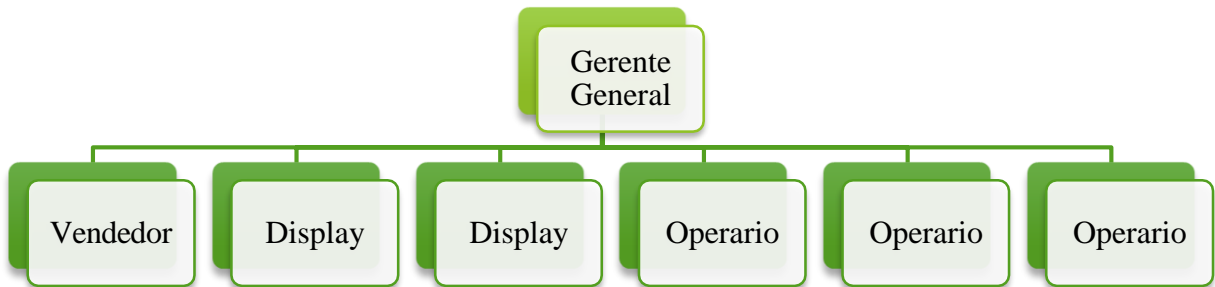 Gerente
General
Vendedor
Display
Display
Operario
Operario
Operario